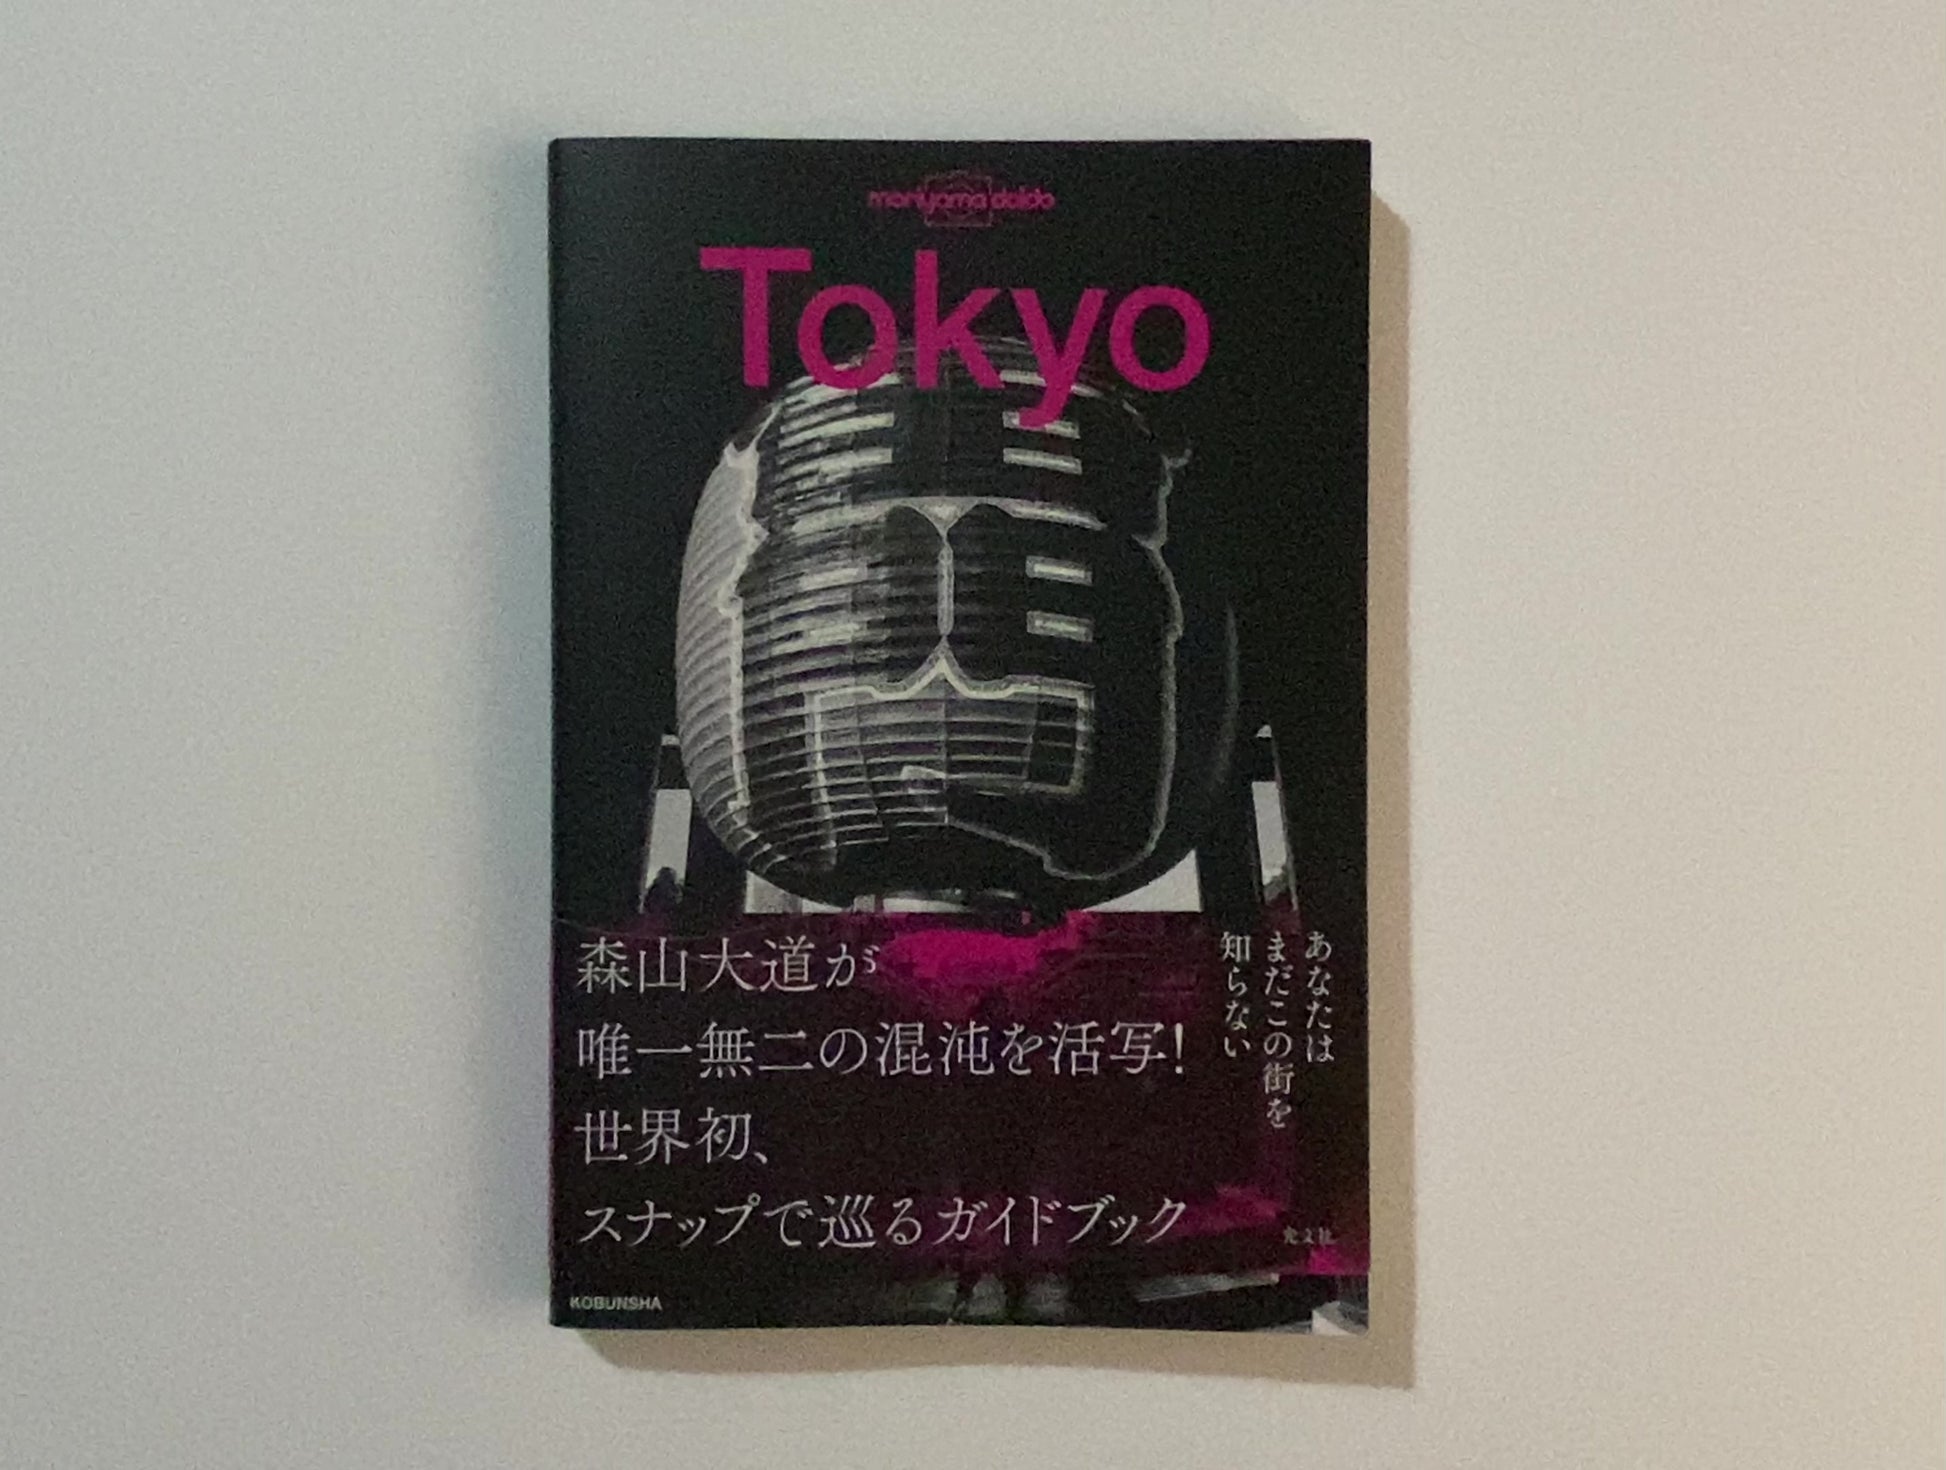 moriyama daido
Tokyo
森山大道が
唯一無二の混沌を活写!
世界初、
スナップで巡るガイドブック
あなたは
まだこの街を
知らない
光文社
KOBUNSHA